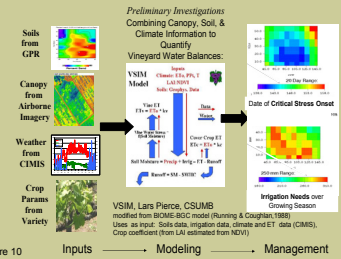 Preliminary Investigations
Combining Canopy, Soil, &
Climate Information to
Quantify
Vineyard Water Balances:
Soils
from
GPR
Canopy
from
Airborne
Imagery
Weather
from
CIMIS
Crop
Params
from
Variety
VSIM
Model
Inputs
Climate: ETo, PPt, T
LAI/NDVI
Soils: Geophys. Data
Vine ET
ETc = ETo * kc
Data
Water
Cover Crop ET
ETc = ETo * kc
Soil Moisture = Precip + Irrig – ET - Runoff
Runoff = SM - SWHC
VSIM, Lars Pierce, CSUMB
modified from BIOME-BGC model (Running & Coughlan,1988)
Uses as input: Soils data, irrigation data, climate and ET data (CIMIS),
Crop coefficient (from LAI estimated from NDVI)
20 Day Range
Date of Critical Stress Onset
250-mm Range
Irrigation Needs over
Growing Season
re 10
Inputs
Modeling
Management